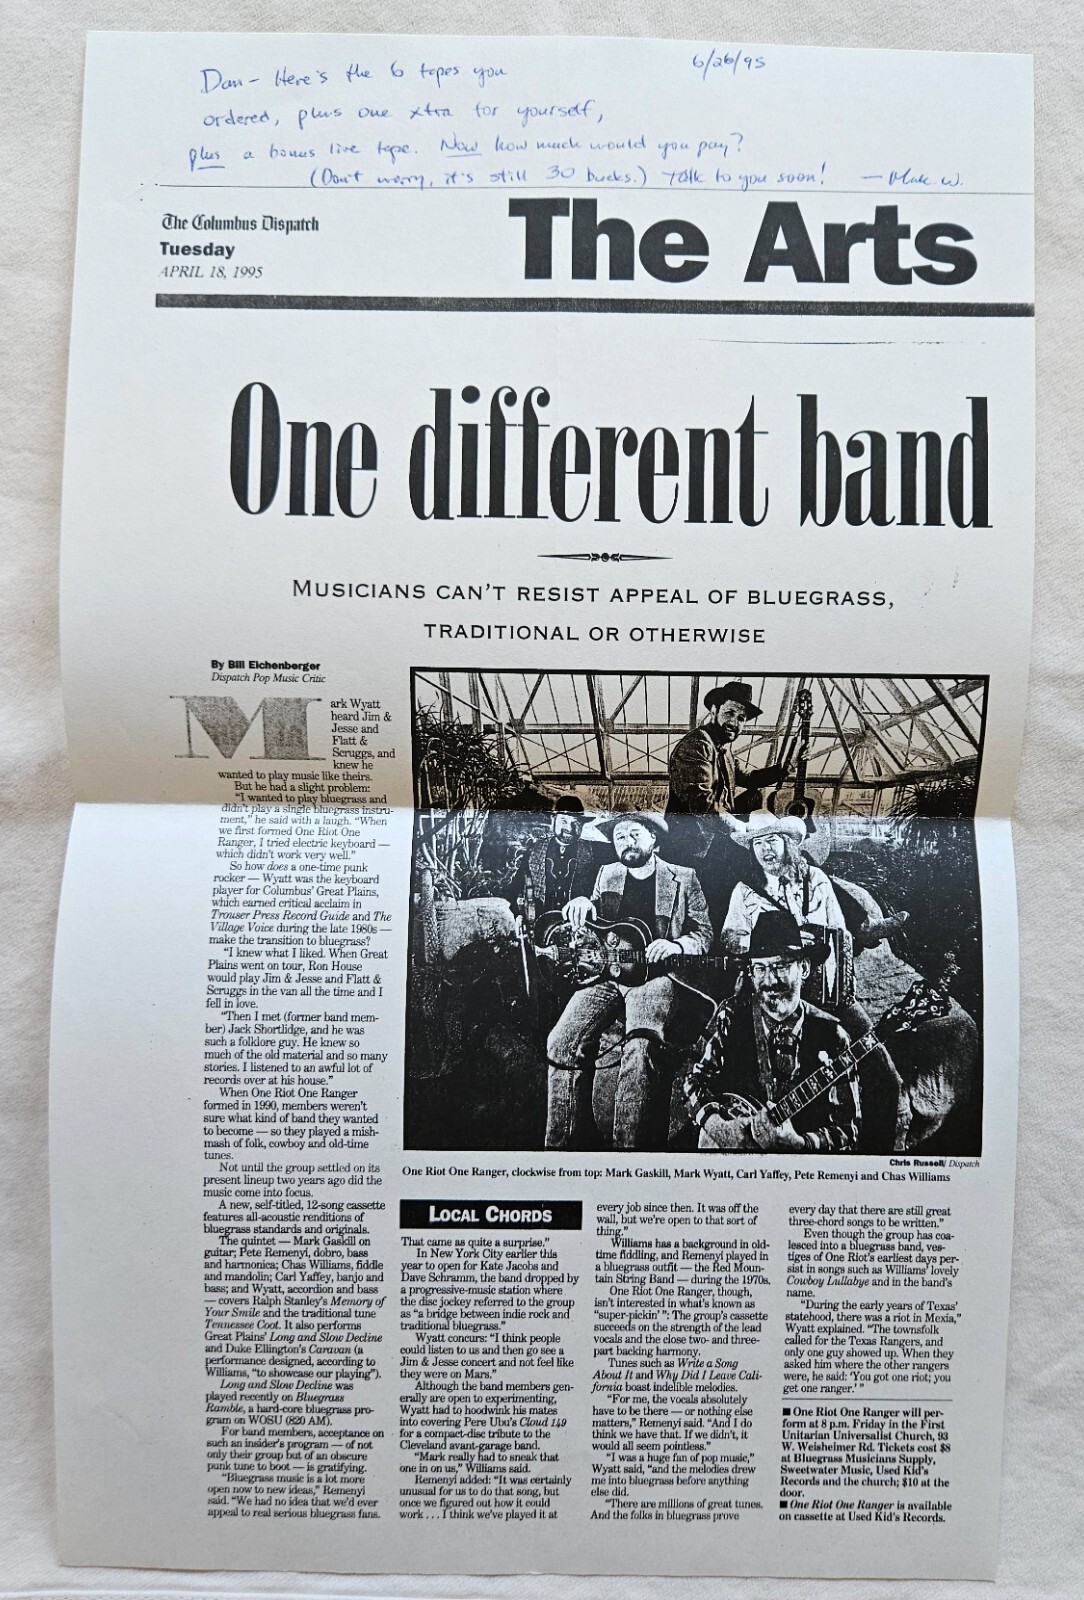 Dan - Here's the 6 tapes you
6/26/95
ordered, plus one xtra for yourself,
plus a bonus live tape. Now how much would you pay?
(Don't worry, it's still 30 bucks.) Talk to you soon! — Mark W.
The Columbus Dispatch
Tuesday
APRIL 18, 1995
The Arts
One different band
MUSICIANS CAN'T RESIST APPEAL OF BLUEGRASS,
TRADITIONAL OR OTHERWISE
By Bill Eichenberger
Dispatch Pop Music Critic
Mark Wyatt
heard Jim &
Jesse and
Flatt &
Scruggs, and
knew he
wanted to play music like theirs.
But he had a slight problem:
"I wanted to play bluegrass and
didn't play a single bluegrass instru-
ment," he said with a laugh. "When
we first formed One Riot One
Ranger, I tried electric keyboard —
which didn't work very well."
So how does a one-time punk
rocker — Wyatt was the keyboard
player for Columbus' Great Plains,
which earned critical acclaim in
Trouser Press Record Guide and The
Village Voice during the late 1980s —
make the transition to bluegrass?
"I knew what I liked. When Great
Plains went on tour, Ron House
would play Jim & Jesse and Flatt &
Scruggs in the van all the time and I
fell in love.
"Then I met (former band mem-
ber) Jack Shortlidge, and he was
such a folklore guy. He knew so
much of the old material and so many
stories. I listened to an awful lot of
records over at his house."
When One Riot One Ranger
formed in 1990, members weren't
sure what kind of band they wanted
to become — so they played a mish-
mash of folk, cowboy and old-time
tunes.
Not until the group settled on its
present lineup two years ago did the
music come into focus.
A new, self-titled, 12-song cassette
features all-acoustic renditions of
bluegrass standards and originals.
The quintet — Mark Gaskill on
guitar; Pete Remenyi, dobro, bass
and harmonica; Chas Williams, fiddle
and mandolin; Carl Yaffey, banjo and
bass; and Wyatt, accordion and bass
— covers Ralph Stanley's Memory of
Your Smile and the traditional tune
Tennessee Coot. It also performs
Great Plains' Long and Slow Decline
and Duke Ellington's Caravan (a
performance designed, according to
Williams, "to showcase our playing").
Long and Slow Decline was
played recently on Bluegrass
Ramble, a hard-core bluegrass pro-
gram on WOSU (820 AM).
For band members, acceptance on
such an insider's program — of not
only their group but of an obscure
punk tune to boot — is gratifying.
"Bluegrass music is a lot more
open now to new ideas," Remenyi
said. "We had no idea that we'd ever
appeal to real serious bluegrass fans.
Chris Russell/ Dispatch
One Riot One Ranger, clockwise from top: Mark Gaskill, Mark Wyatt, Carl Yaffey, Pete Remenyi and Chas Williams
LOCAL CHORDS
That came as quite a surprise."
In New York City earlier this
year to open for Kate Jacobs and
Dave Schramm, the band dropped by
a progressive-music station where
the disc jockey referred to the group
as "a bridge between indie rock and
traditional bluegrass."
Wyatt concurs: "I think people
could listen to us and then go see a
Jim & Jesse concert and not feel like
they were on Mars."
Although the band members gen-
erally are open to experimenting,
Wyatt had to hoodwink his mates
into covering Pere Ubu's Cloud 149
for a compact-disc tribute to the
Cleveland avant-garage band.
"Mark really had to sneak that
one in on us," Williams said.
Remenyi added: "It was certainly
unusual for us to do that song, but
once we figured out how it could
work . . . I think we've played it at
every job since then. It was off the
wall, but we're open to that sort of
thing."
Williams has a background in old-
time fiddling, and Remenyi played in
a bluegrass outfit — the Red Moun-
tain String Band — during the 1970s.
One Riot One Ranger, though,
isn't interested in what's known as
"super-pickin' ": The group's cassette
succeeds on the strength of the lead
vocals and the close two- and three-
part backing harmony.
Tunes such as Write a Song
About It and Why Did I Leave Cali-
fornia boast indelible melodies.
"For me, the vocals absolutely
have to be there — or nothing else
matters," Remenyi said. "And I do
think we have that. If we didn't, it
would all seem pointless."
"I was a huge fan of pop music,"
Wyatt said, "and the melodies drew
me into bluegrass before anything
else did.
"There are millions of great tunes.
And the folks in bluegrass prove
every day that there are still great
three-chord songs to be written."
Even though the group has coa-
lesced into a bluegrass band, ves-
tiges of One Riot's earliest days per-
sist in songs such as Williams' lovely
Cowboy Lullabye and in the band's
name.
"During the early years of Texas'
statehood, there was a riot in Mexia,"
Wyatt explained. "The townsfolk
called for the Texas Rangers, and
only one guy showed up. When they
asked him where the other rangers
were, he said: 'You got one riot; you
get one ranger.' "
■ One Riot One Ranger will per-
form at 8 p.m. Friday in the First
Unitarian Universalist Church, 93
W. Weisheimer Rd. Tickets cost $8
at Bluegrass Musicians Supply,
Sweetwater Music, Used Kid's
Records and the church; $10 at the
door.
■ One Riot One Ranger is available
on cassette at Used Kid's Records.